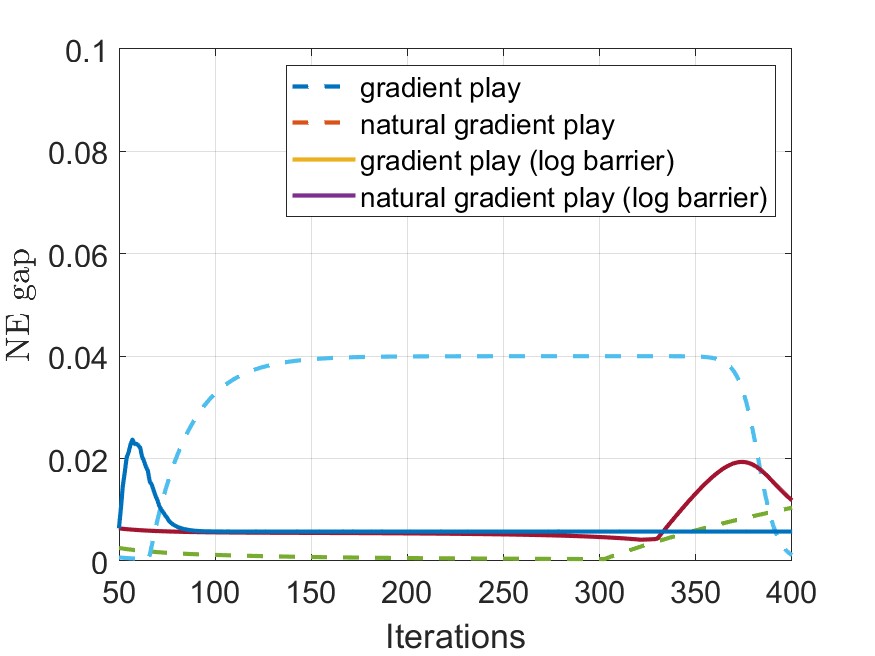 0.1
0.08
0.06
0.04
0.02
0
NE gap
gradient play
natural gradient play
gradient play (log barrier)
natural gradient play (log barrier)
50 100 150 200 250 300 350 400
Iterations